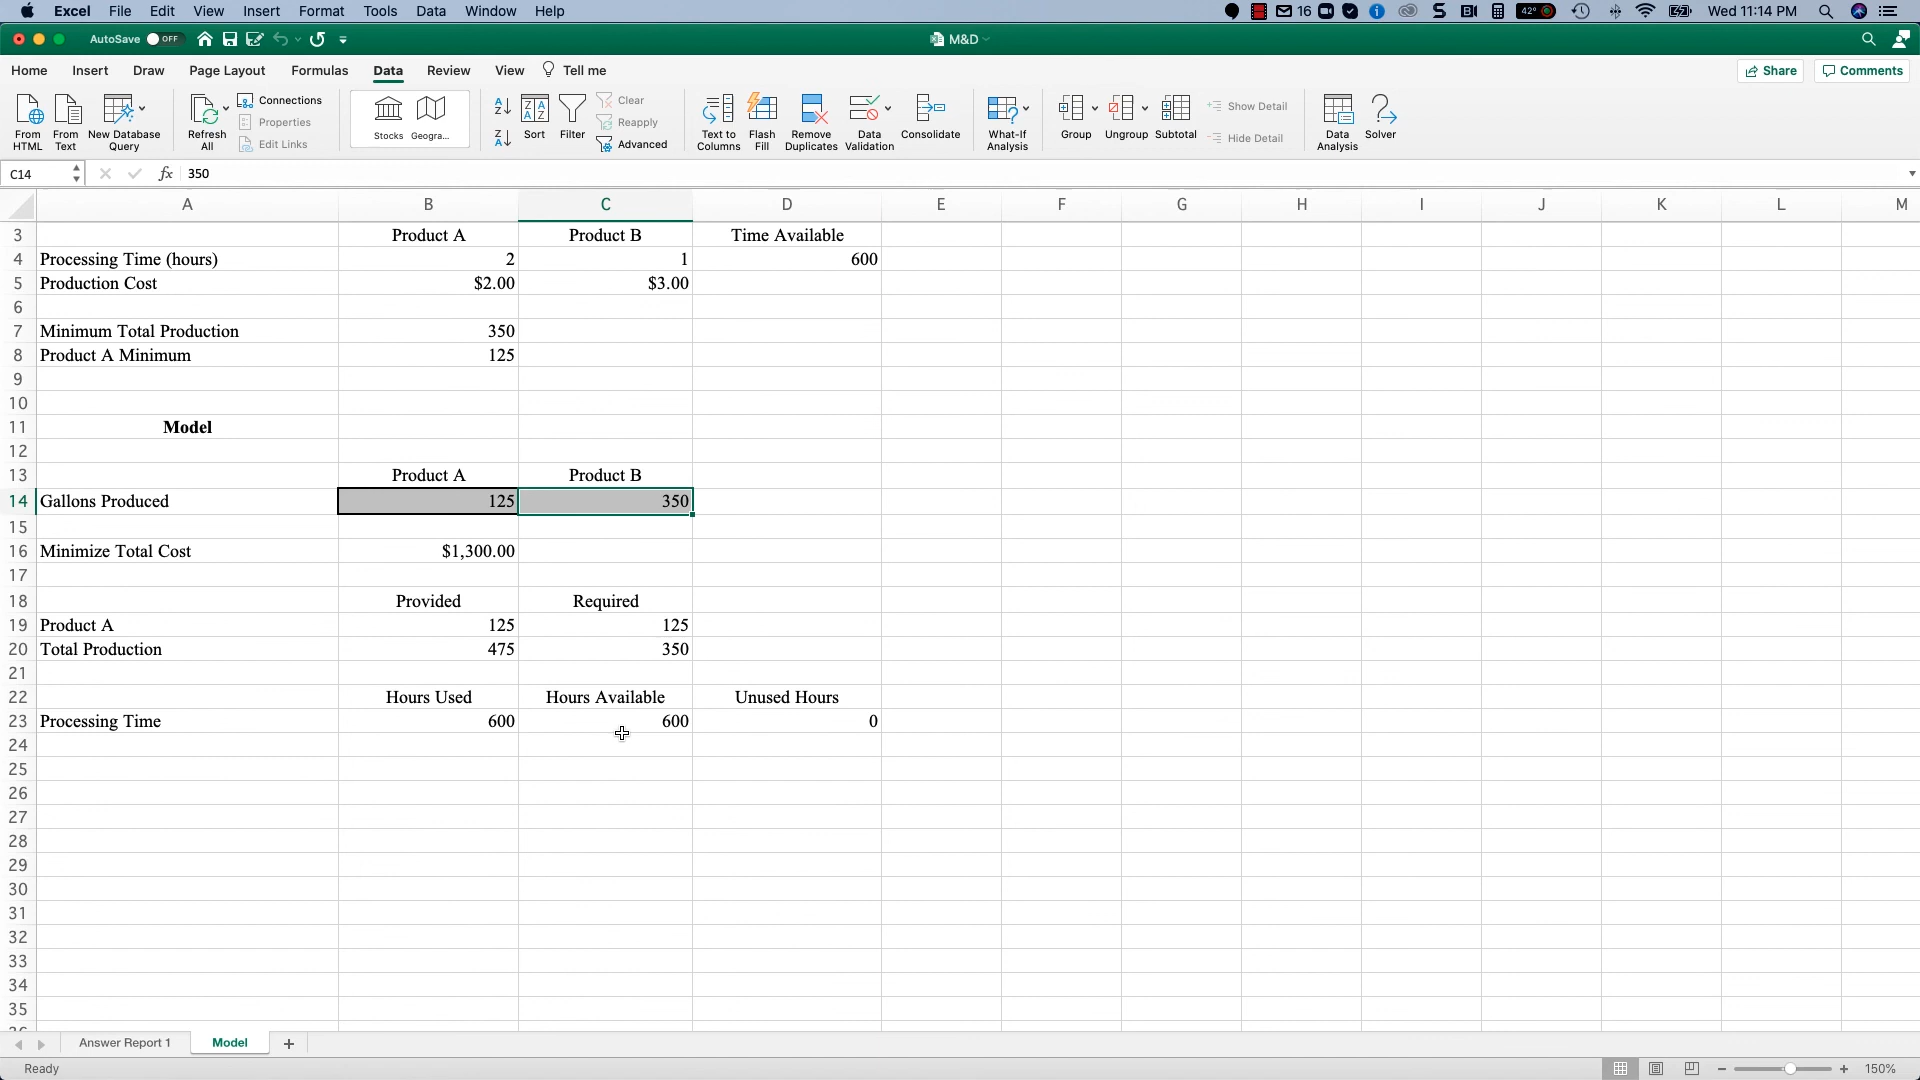 Excel File Edit View Insert Format Tools Data Window Help 16 42° Wed 11:14 PM
AutoSave OFF M&D
Home Insert Draw Page Layout Formulas Data Review View Tell me Share Comments
From HTML From Text New Database Query Refresh All Connections Properties Edit Links Stocks Geogra... Sort Filter Clear Reapply Advanced Text to Columns Flash Fill Remove Duplicates Data Validation Consolidate What-If Analysis Group Ungroup Subtotal Show Detail Hide Detail Data Analysis Solver
C14 fx 350
A B C D E F G H I J K L M
3 Product A Product B Time Available
4 Processing Time (hours) 2 1 600
5 Production Cost $2.00 $3.00
6
7 Minimum Total Production 350
8 Product A Minimum 125
9
10
11 Model
12
13 Product A Product B
14 Gallons Produced 125 350
15
16 Minimize Total Cost $1,300.00
17
18 Provided Required
19 Product A 125 125
20 Total Production 475 350
21
22 Hours Used Hours Available Unused Hours
23 Processing Time 600 600 0
24
25
26
27
28
29
30
31
32
33
34
35
Answer Report 1 Model +
Ready 150%